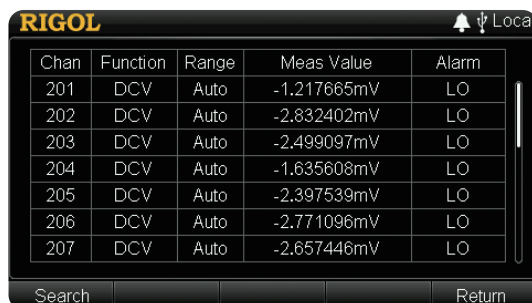 RIGOL Loca
Chan Function Range Meas Value Alarm
201 DCV Auto -1.217665mV LO
202 DCV Auto -2.832402mV LO
203 DCV Auto -2.499097mV LO
204 DCV Auto -1.635608mV LO
205 DCV Auto -2.397539mV LO
206 DCV Auto -2.771096mV LO
207 DCV Auto -2.657446mV LO
Search Return